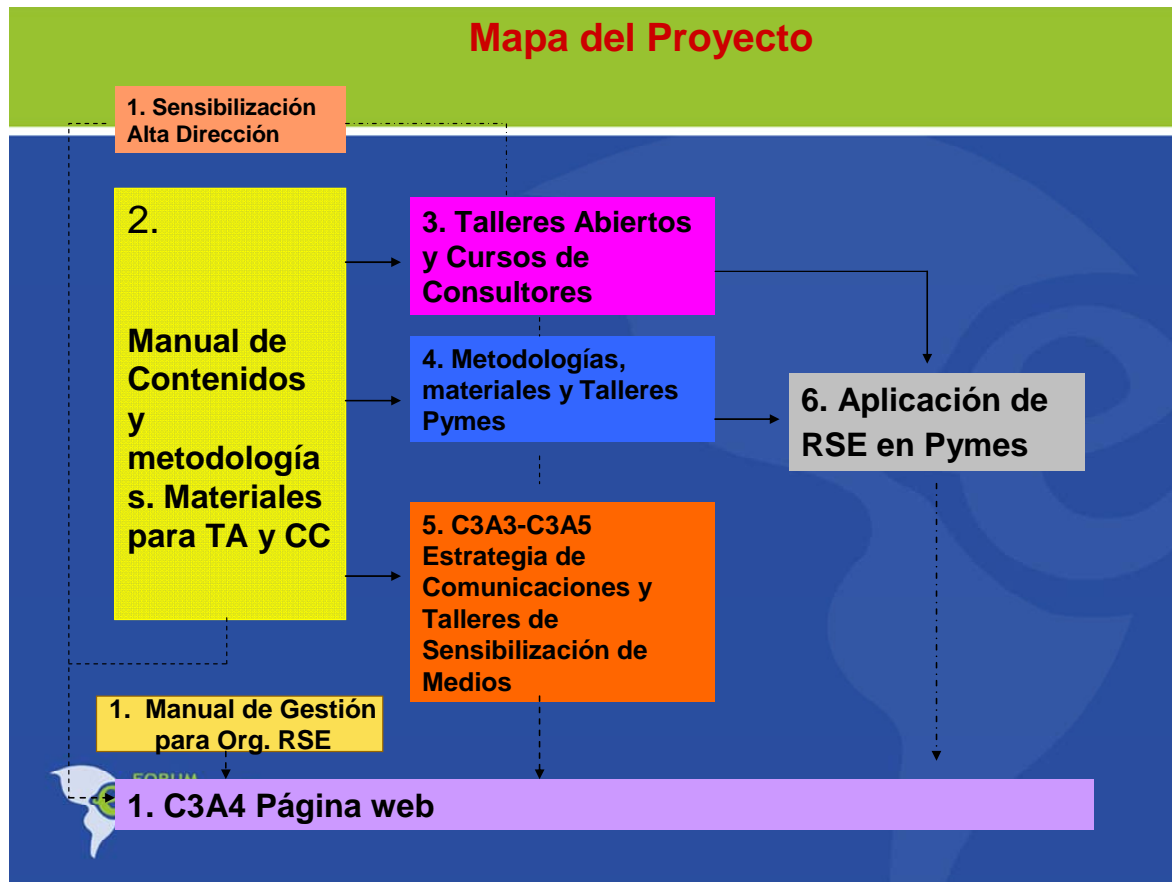 Mapa del Proyecto
1. Sensibilización
Alta Dirección
2.
Manual de
Contenidos
y
metodología
s. Materiales
para TA y CC
3. Talleres Abiertos
y Cursos de
Consultores
4. Metodologías,
materiales y Talleres
Pymes
5. C3A3-C3A5
Estrategia de
Comunicaciones y
Talleres de
Sensibilización de
Medios
6. Aplicación de
RSE en Pymes
1. Manual de Gestión
para Org. RSE
FORUM
1. C3A4 Página web